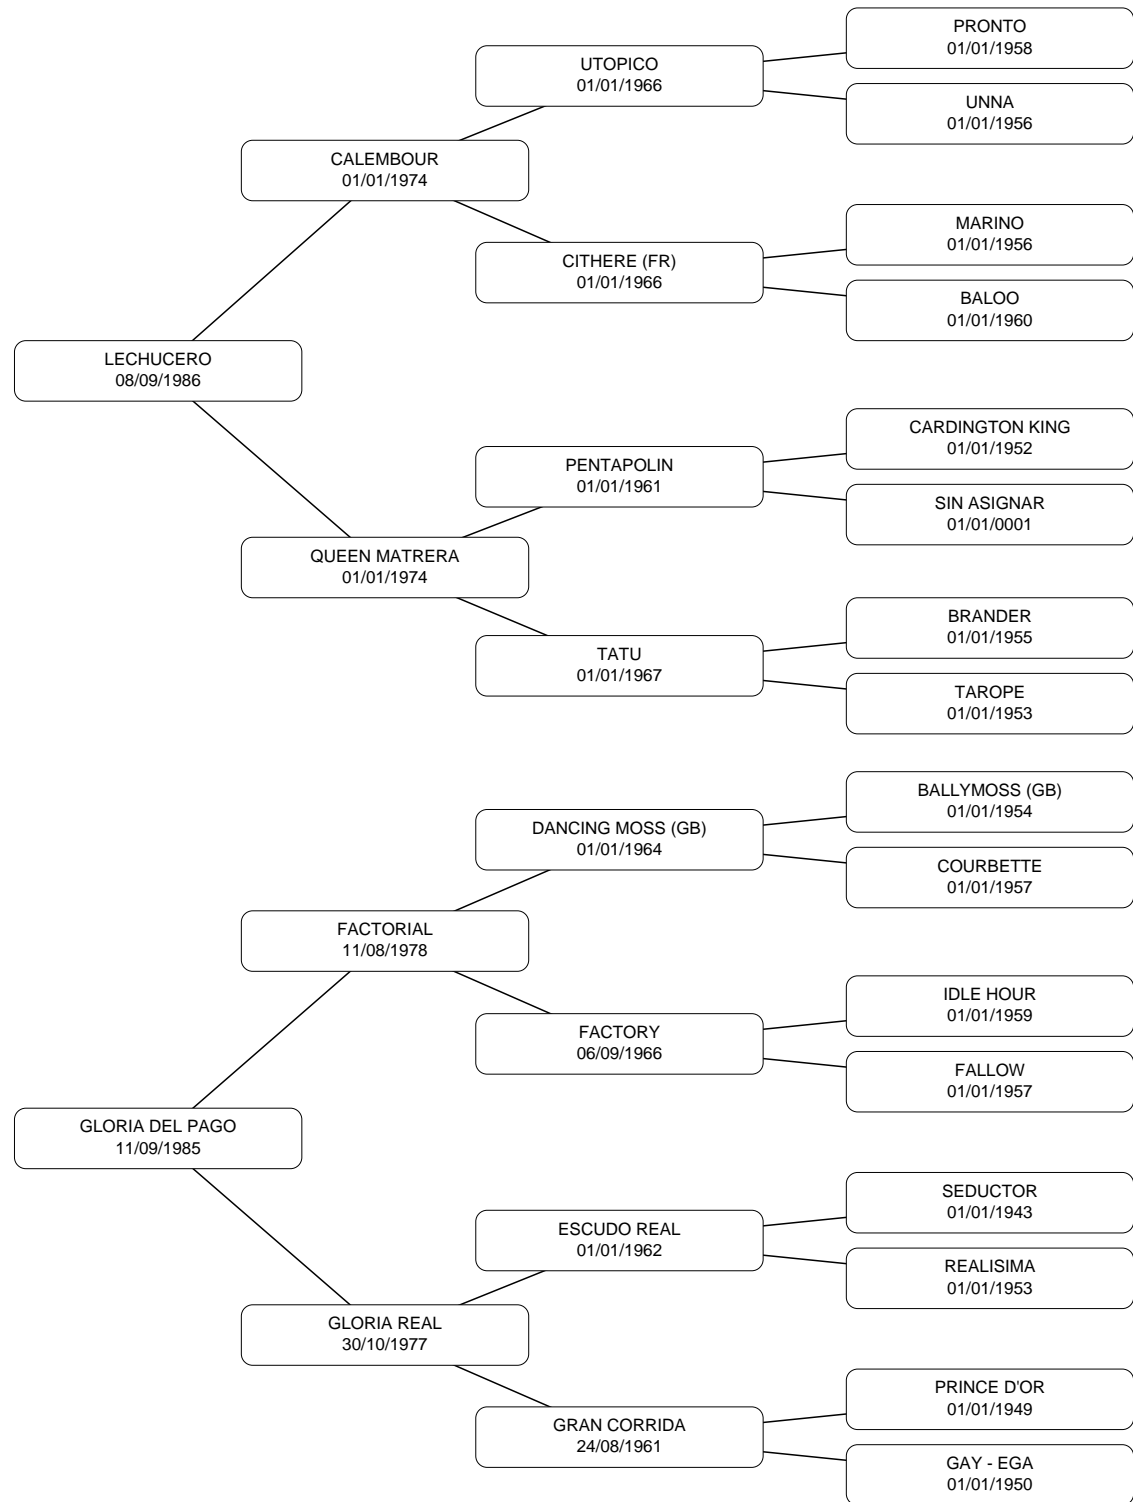 PRONTO
01/01/1958
UTOPICO
01/01/1966
UNNA
01/01/1956
CALEMBOUR
01/01/1974
MARINO
01/01/1956
CITHERE (FR)
01/01/1966
BALOO
01/01/1960
LECHUCERO
08/09/1986
CARDINGTON KING
01/01/1952
PENTAPOLIN
01/01/1961
SIN ASIGNAR
01/01/0001
QUEEN MATRERA
01/01/1974
BRANDER
01/01/1955
TATU
01/01/1967
TAROPE
01/01/1953
BALLYMOSS (GB)
01/01/1954
DANCING MOSS (GB)
01/01/1964
COURBETTE
01/01/1957
FACTORIAL
11/08/1978
IDLE HOUR
01/01/1959
FACTORY
06/09/1966
FALLOW
01/01/1957
GLORIA DEL PAGO
11/09/1985
SEDUCTOR
01/01/1943
ESCUDO REAL
01/01/1962
REALISIMA
01/01/1953
GLORIA REAL
30/10/1977
PRINCE D'OR
01/01/1949
GRAN CORRIDA
24/08/1961
GAY - EGA
01/01/1950